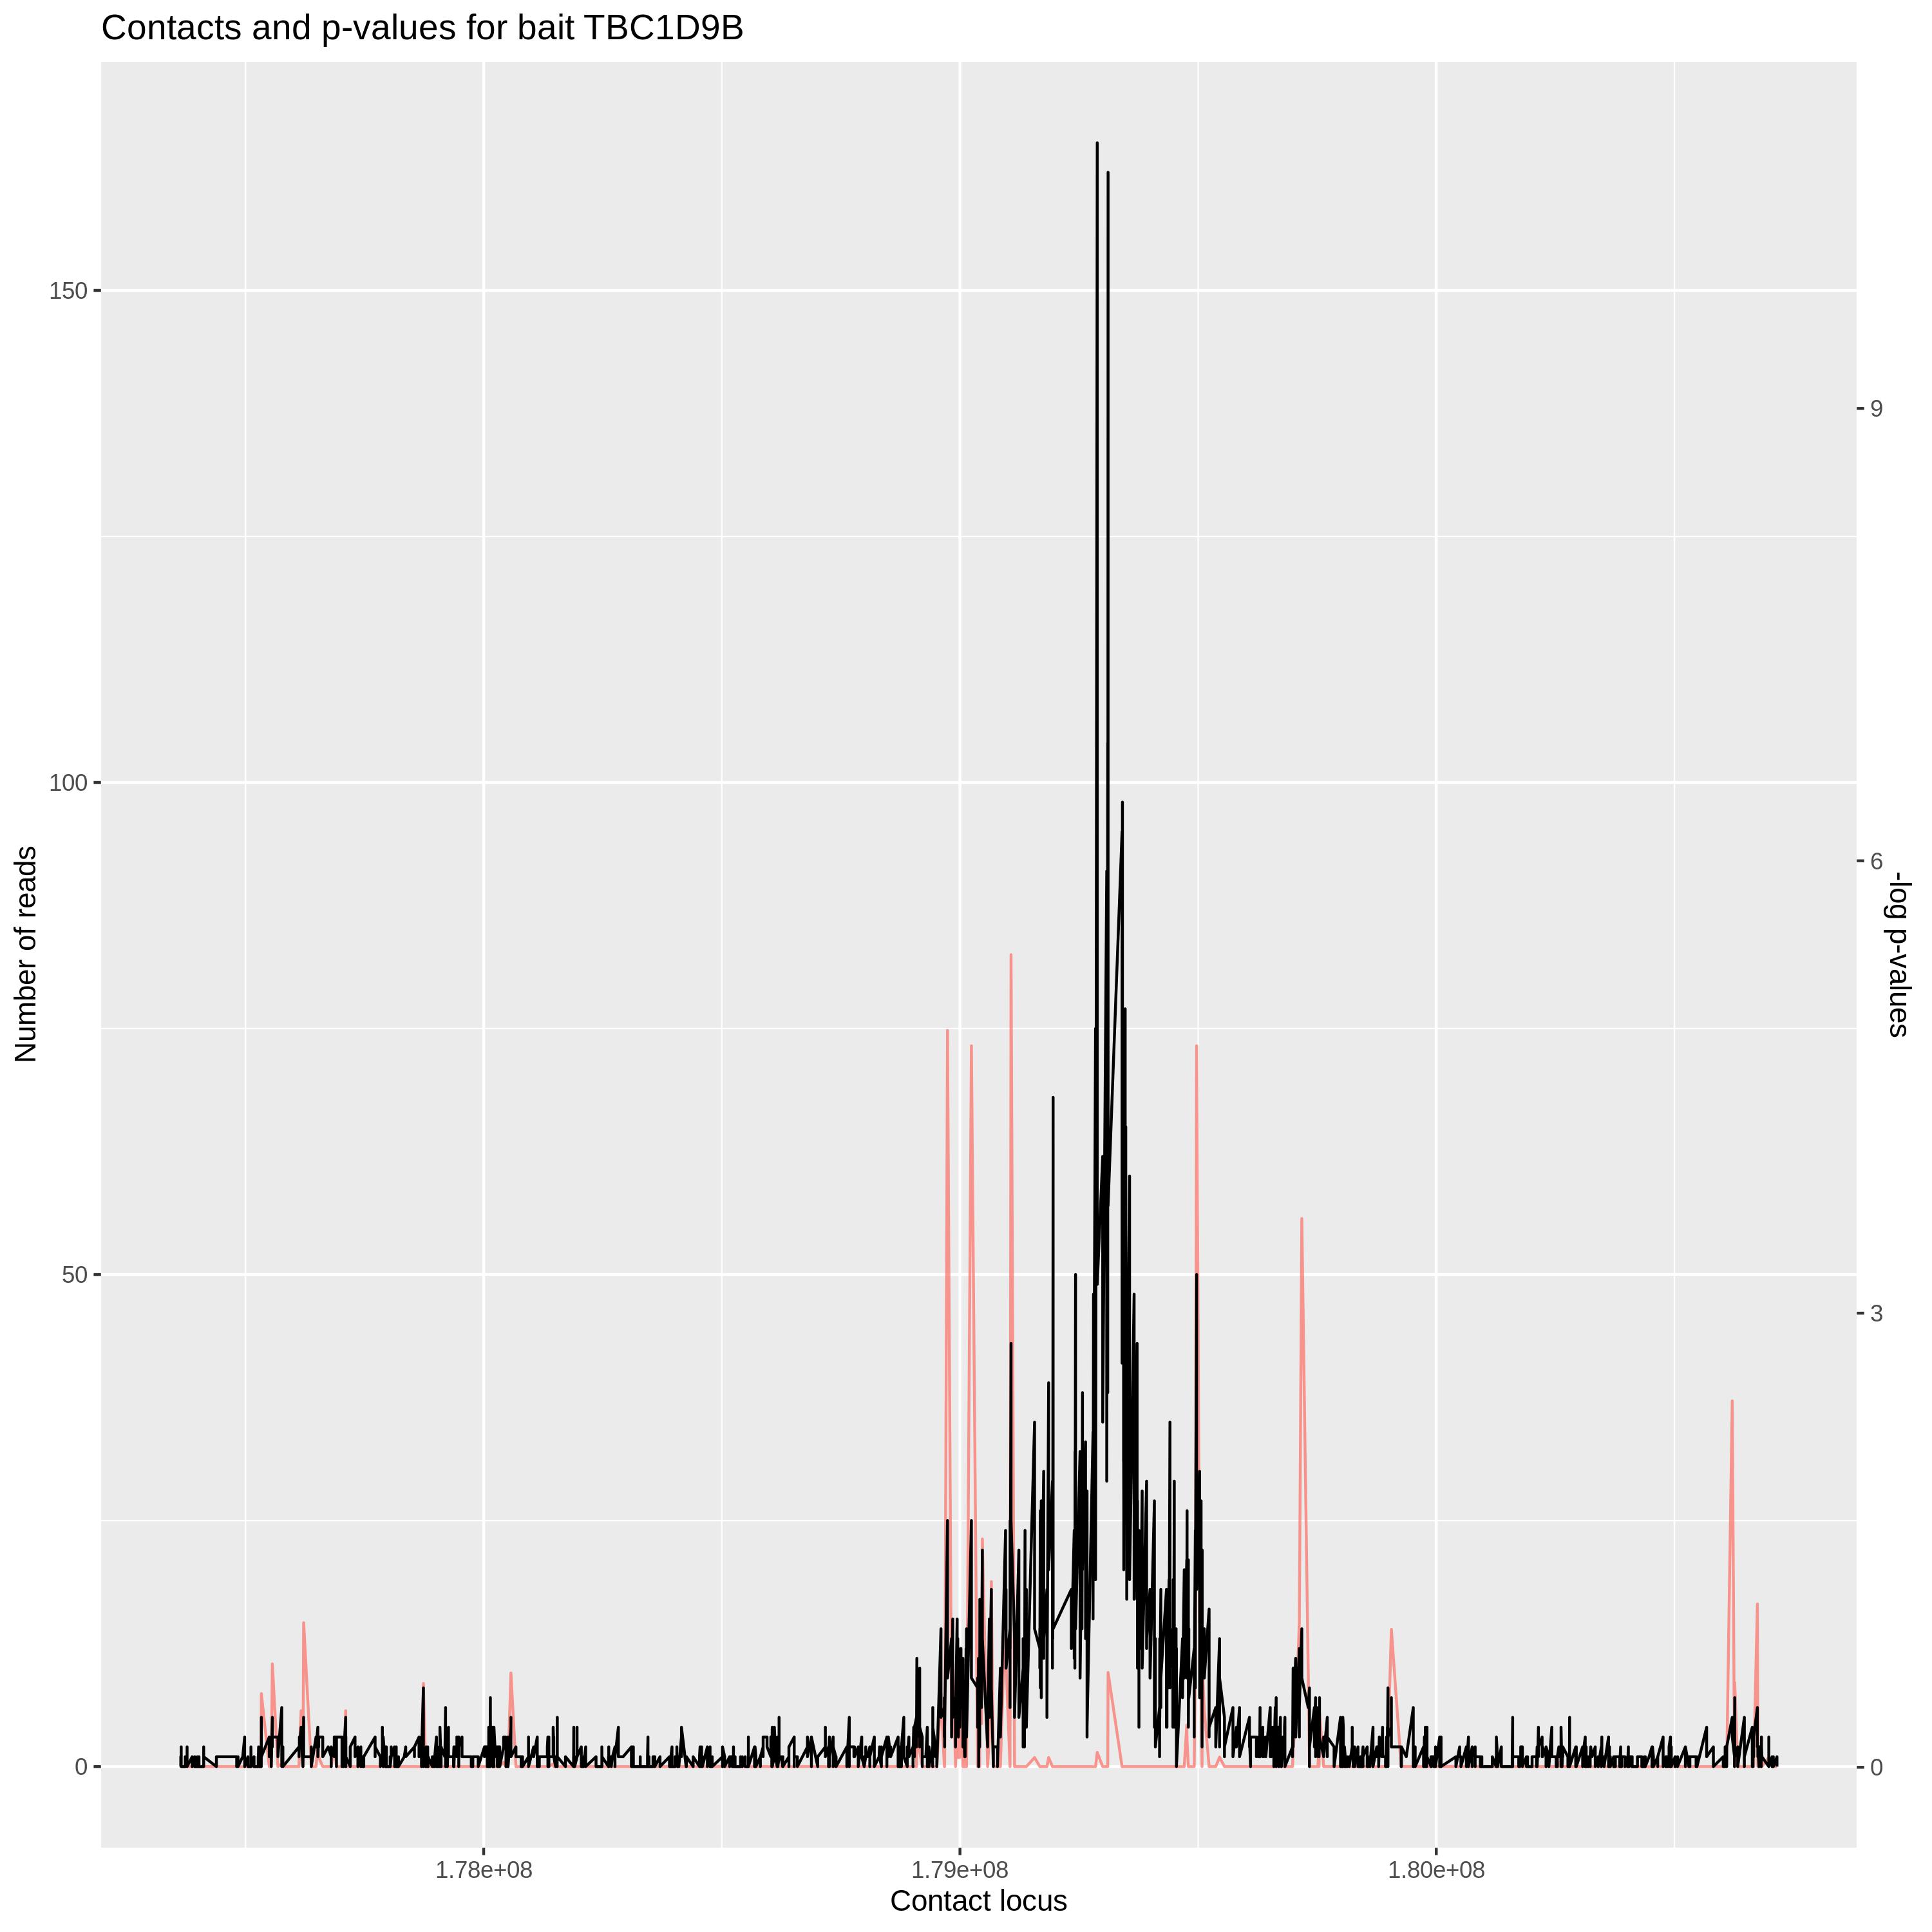 Contacts and p-values for bait TBC1D9B
150
100
50
0
Number of reads
9
6
3
0
-log p-values
1.78e+08
1.79e+08
1.80e+08
Contact locus